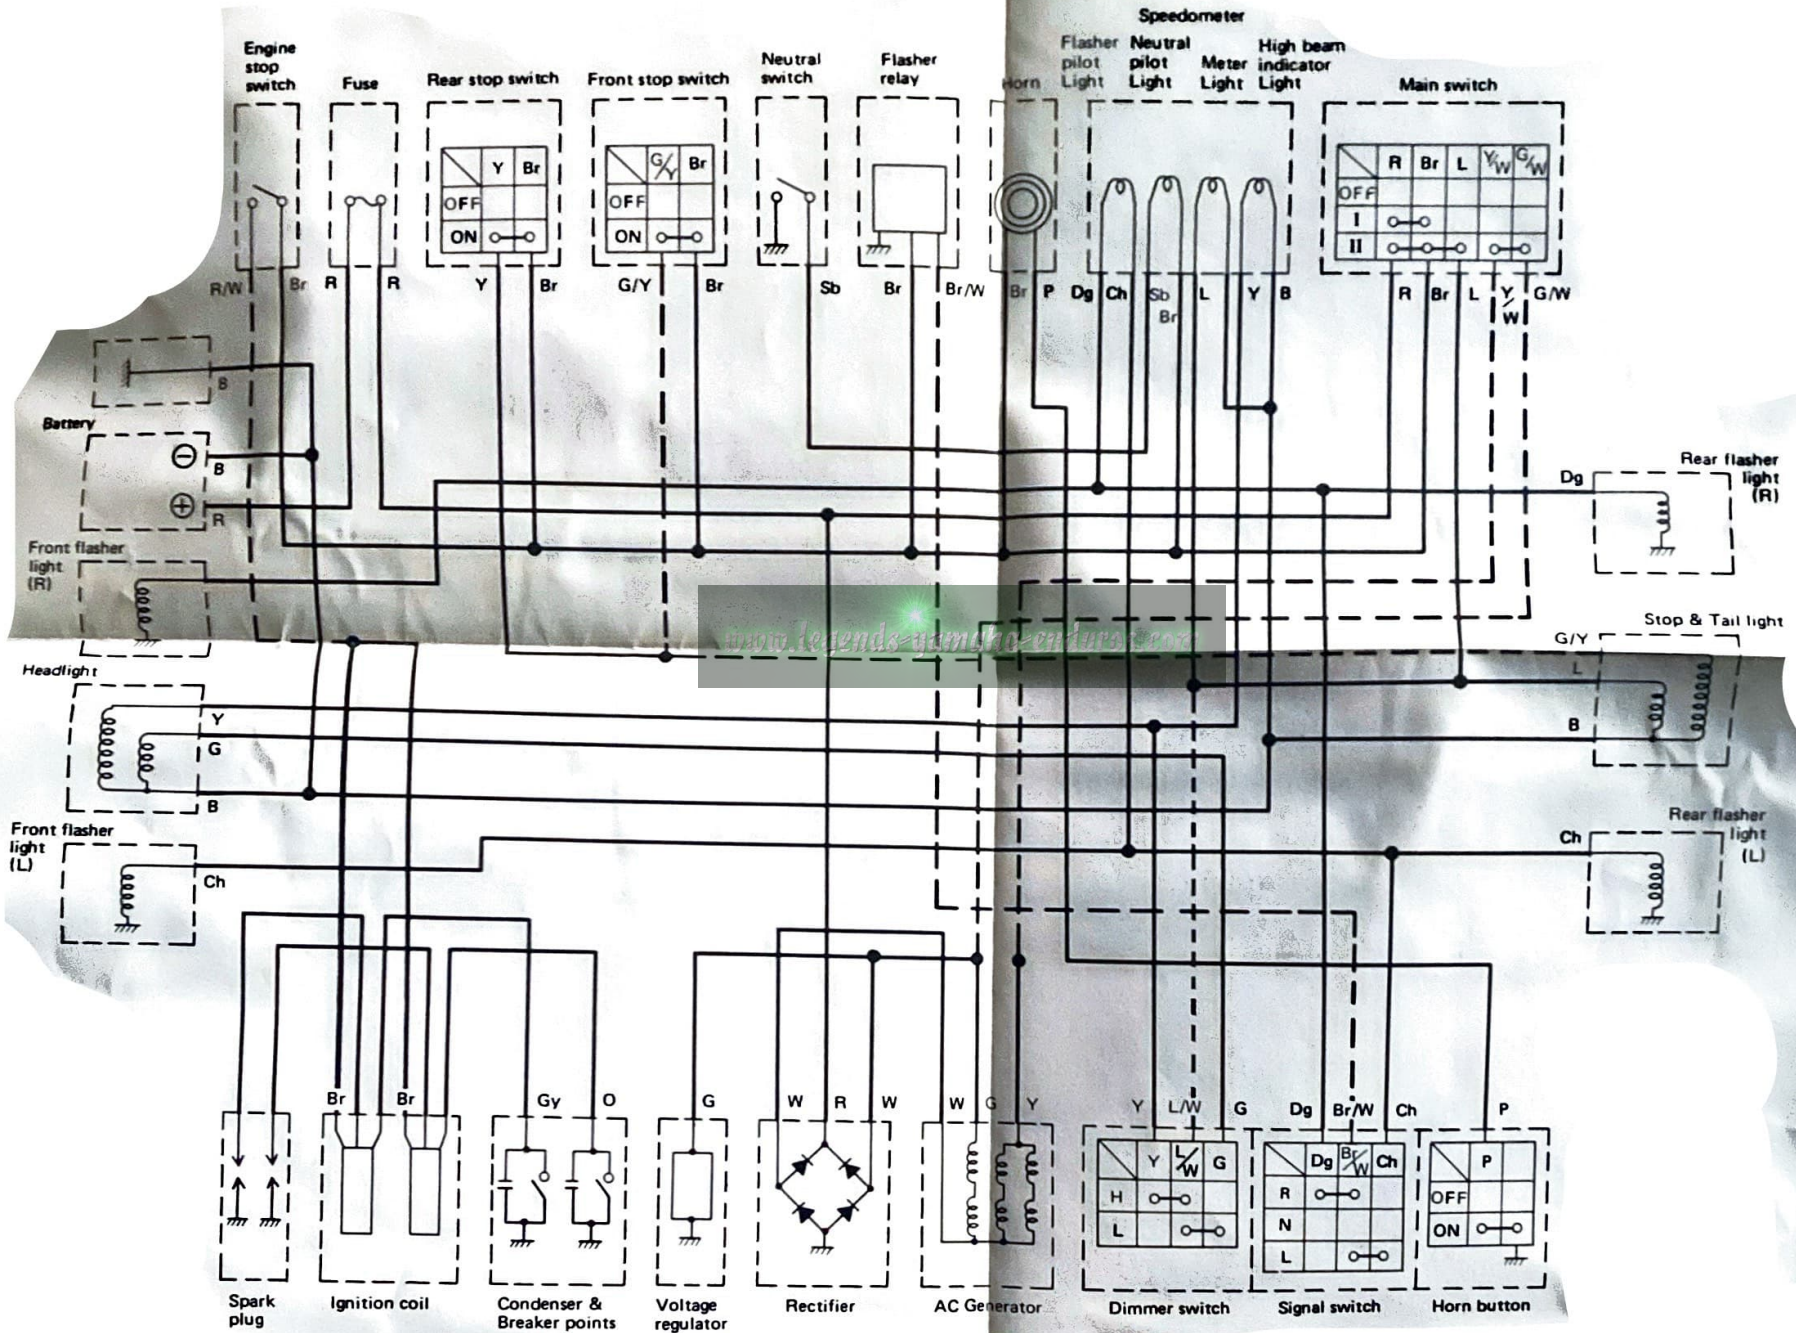 Speedometer
Engine
stop
switch
Fuse
Rear stop switch
Front stop switch
Neutral
switch
Flasher
relay
Horn
Flasher
pilot
Light
Neutral
pilot
Light
Meter
Light
High beam
indicator
Light
Main switch
Y Br
OFF
ON
G/Y Br
OFF
ON
R Br L Y/W G/W
OFF
I
II
R/W Br R R Y Br G/Y Br Sb Br Br/W Br P Dg Ch Sb Br L Y B R Br L Y/W G/W
B
Battery
⊖ B
⊕ R
Front flasher
light
(R)
Dg
Rear flasher
light
(R)
www.legends-yamaha-enduros.com
Headlight
Y
G
B
G/Y
L
B
Stop & Tail light
Front flasher
light
(L)
Ch
Ch
Rear flasher
light
(L)
Br Br Gy O G W R W W G Y Y L/W G Dg Br/W Ch P
Y L/W G
H
L
Dg Br/W Ch
R
N
L
P
OFF
ON
Spark
plug
Ignition coil
Condenser &
Breaker points
Voltage
regulator
Rectifier
AC Generator
Dimmer switch
Signal switch
Horn button